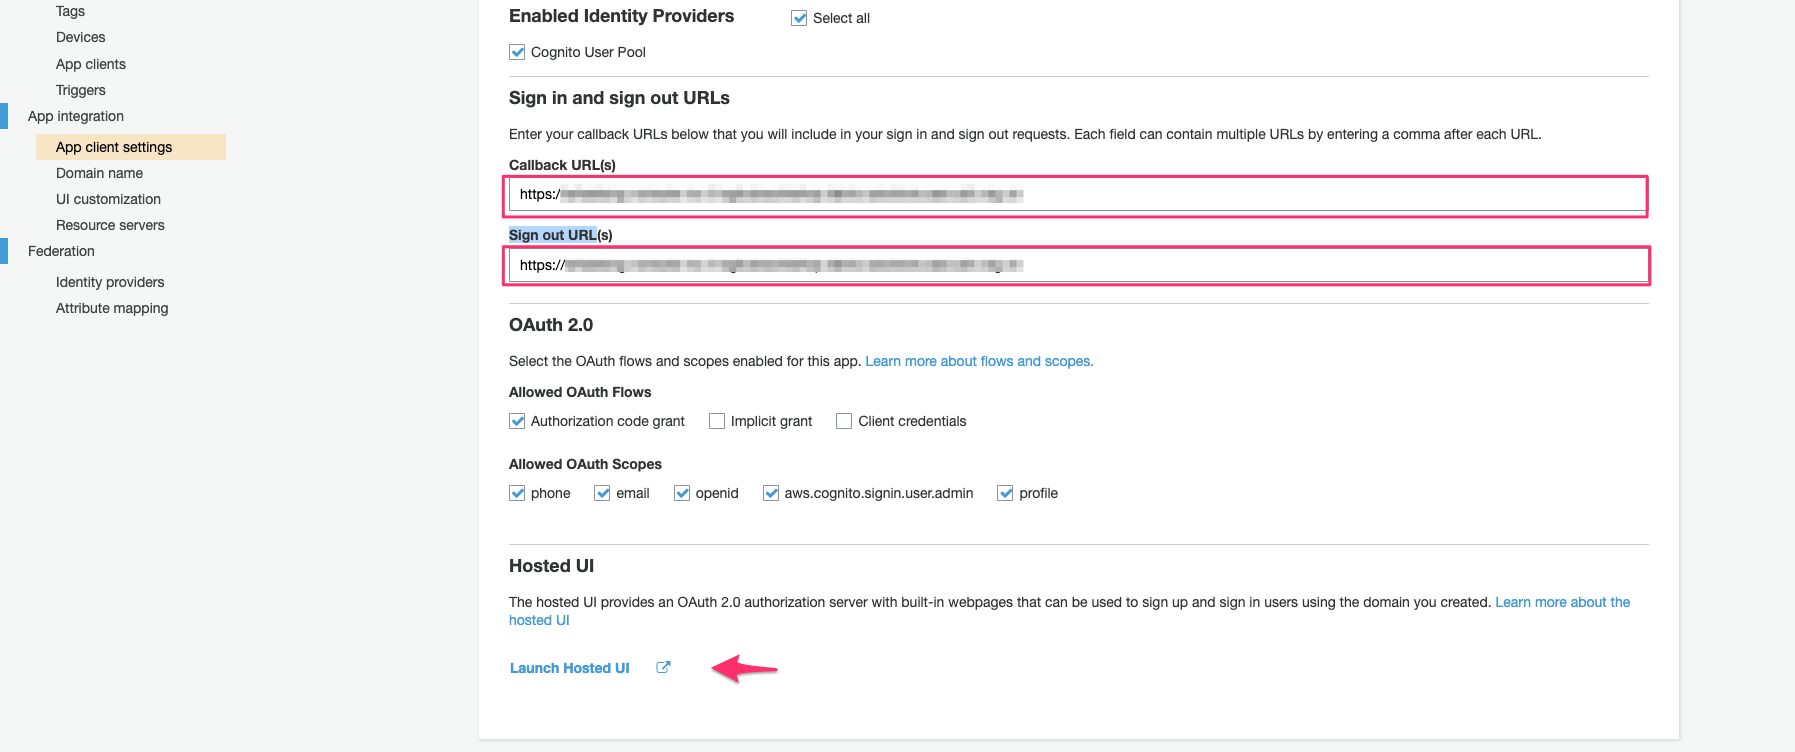 Tags
Devices
App clients
Triggers
App integration
App client settings
Domain name
UI customization
Resource servers
Federation
Identity providers
Attribute mapping
Enabled Identity Providers
Select all
Cognito User Pool
Sign in and sign out URLs
Enter your callback URLs below that you will include in your sign in and sign out requests. Each field can contain multiple URLs by entering a comma after each URL.
Callback URL(s)
https:/
Sign out URL(s)
https://
OAuth 2.0
Select the OAuth flows and scopes enabled for this app. Learn more about flows and scopes.
Allowed OAuth Flows
Authorization code grant Implicit grant Client credentials
Allowed OAuth Scopes
phone email openid aws.cognito.signin.user.admin profile
Hosted UI
The hosted UI provides an OAuth 2.0 authorization server with built-in webpages that can be used to sign up and sign in users using the domain you created. Learn more about the
hosted UI
Launch Hosted UI